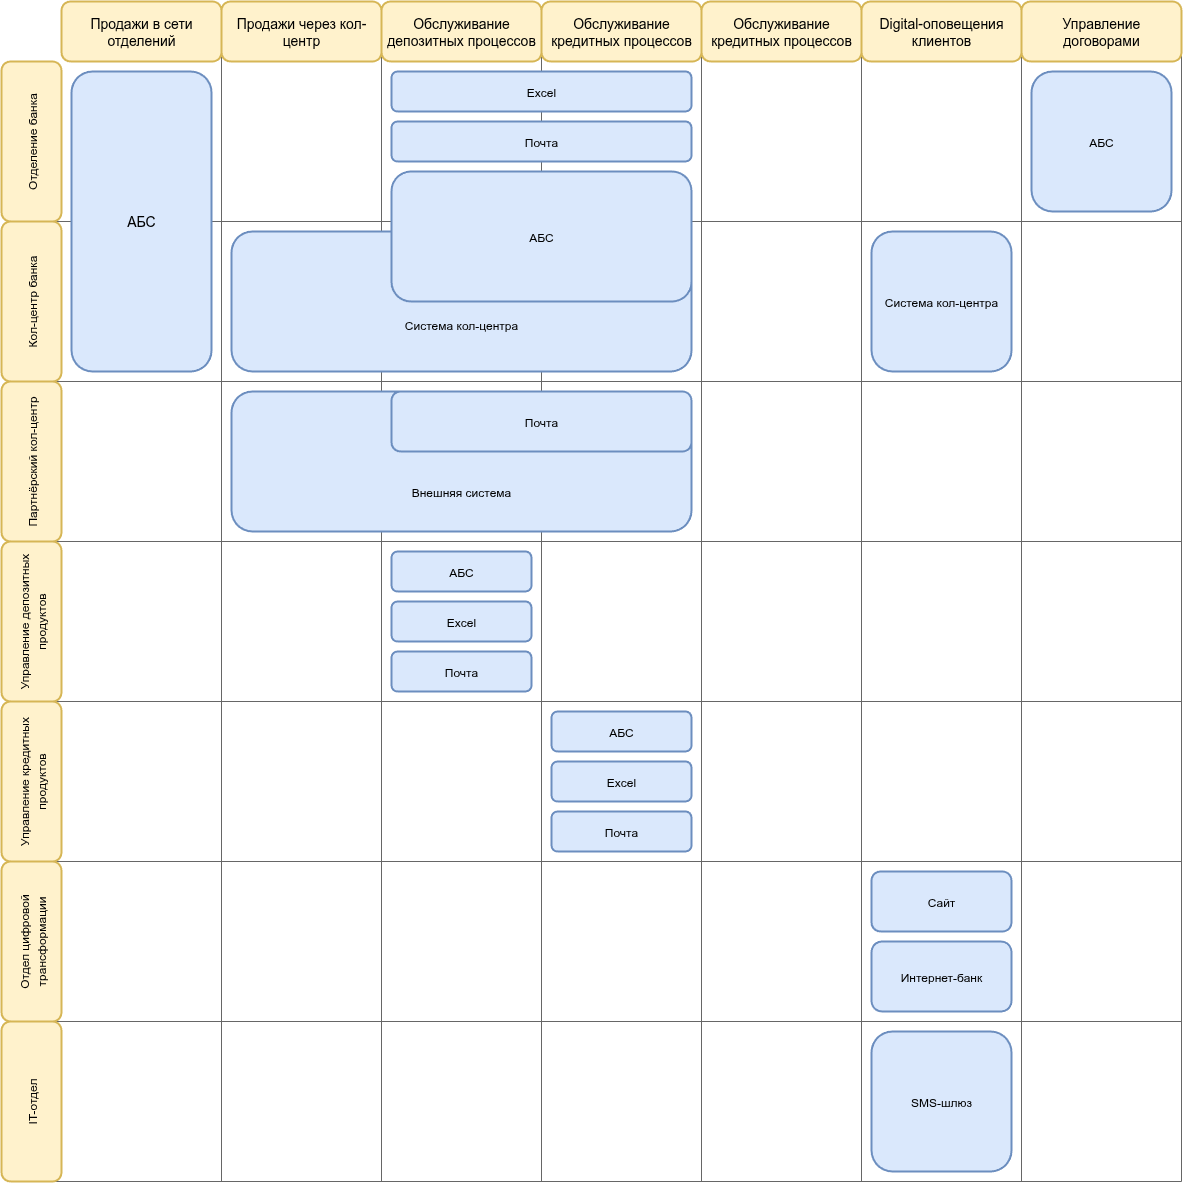 Продажи в сети
отделений
Продажи через кол-
центр
Обслуживание
депозитных процессов
Обслуживание
кредитных процессов
Обслуживание
кредитных процессов
Digital-оповещения
клиентов
Управление
договорами
Отделение банка
АБС
Excel
Почта
АБС
АБС
Кол-центр банка
Система кол-центра
Система кол-центра
Партнёрский кол-центр
Почта
Внешняя система
Управление депозитных
продуктов
АБС
Excel
Почта
Управление кредитных
продуктов
АБС
Excel
Почта
Отдел цифровой
трансформации
Сайт
Интернет-банк
IT-отдел
SMS-шлюз